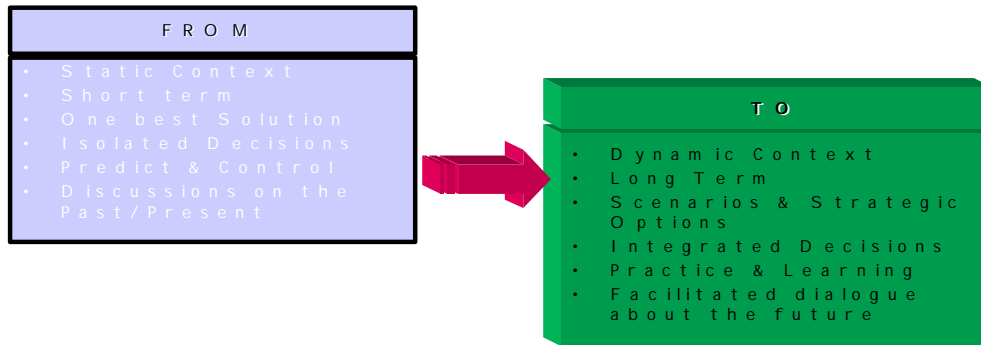 FROM
• Static Context
• Short term
• One best Solution
• Isolated Decisions
• Predict & Control
• Discussions on the
Past/Present
TO
• Dynamic Context
• Long Term
• Scenarios & Strategic
Options
• Integrated Decisions
• Practice & Learning
• Facilitated dialogue
about the future